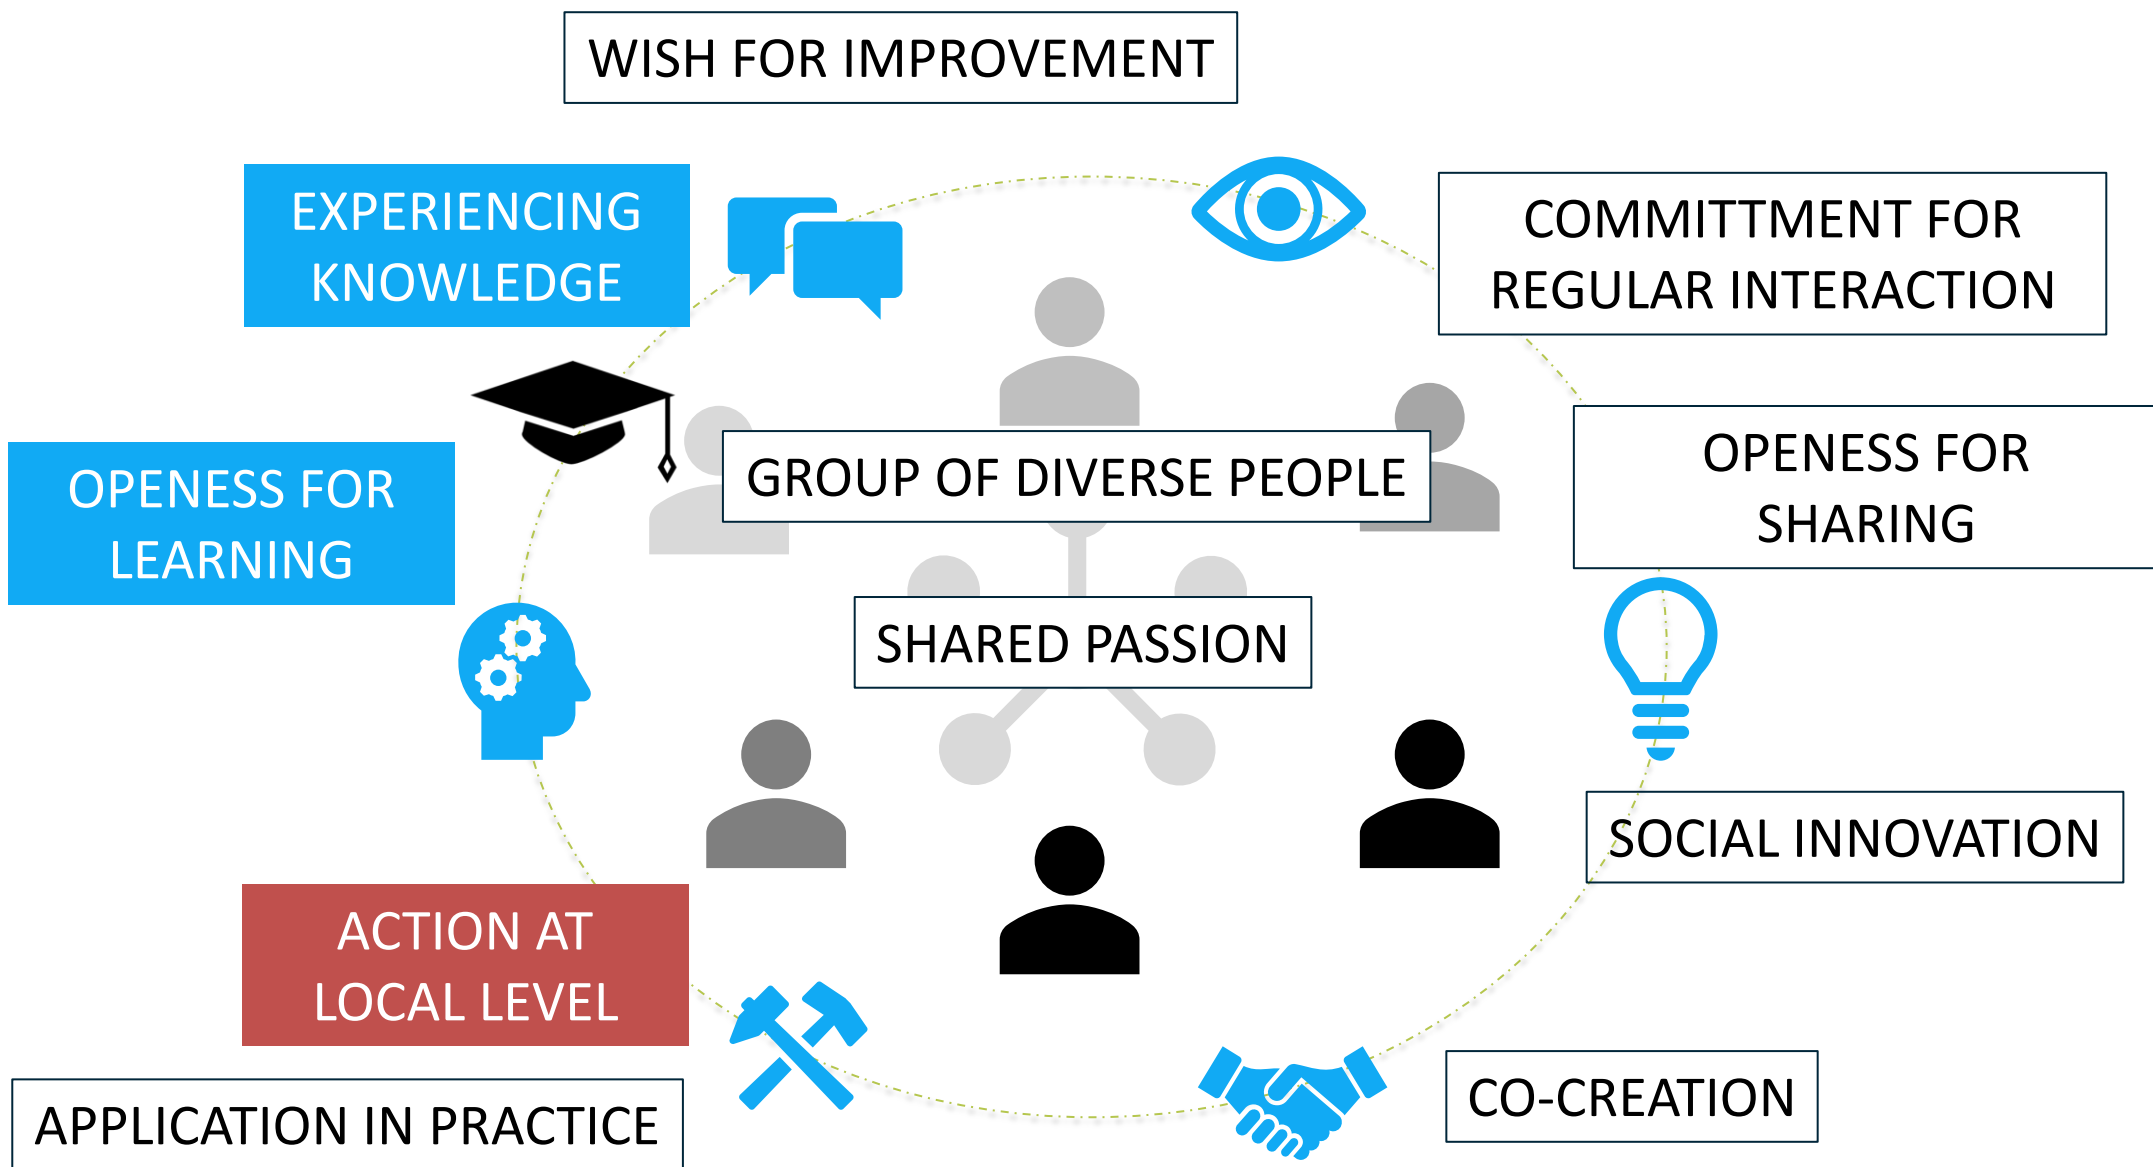 WISH FOR IMPROVEMENT
EXPERIENCING
KNOWLEDGE
COMMITTMENT FOR
REGULAR INTERACTION
OPENESS FOR
LEARNING
GROUP OF DIVERSE PEOPLE
OPENESS FOR
SHARING
SHARED PASSION
SOCIAL INNOVATION
ACTION AT
LOCAL LEVEL
CO-CREATION
APPLICATION IN PRACTICE